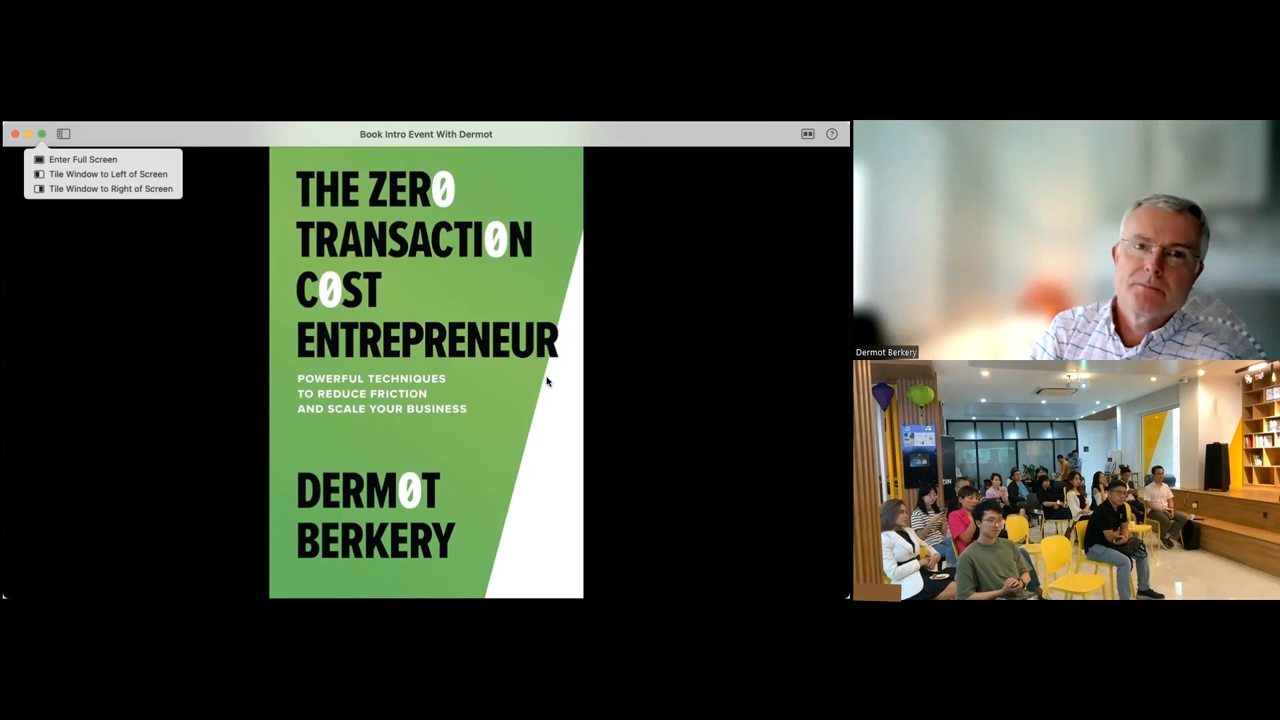 Book Intro Event With Dermot
Enter Full Screen
Tile Window to Left of Screen
Tile Window to Right of Screen
THE ZER0
TRANSACTI0N
C0ST
ENTREPRENEUR
POWERFUL TECHNIQUES
TO REDUCE FRICTION
AND SCALE YOUR BUSINESS
DERM0T
BERKERY
Dermot Berkery